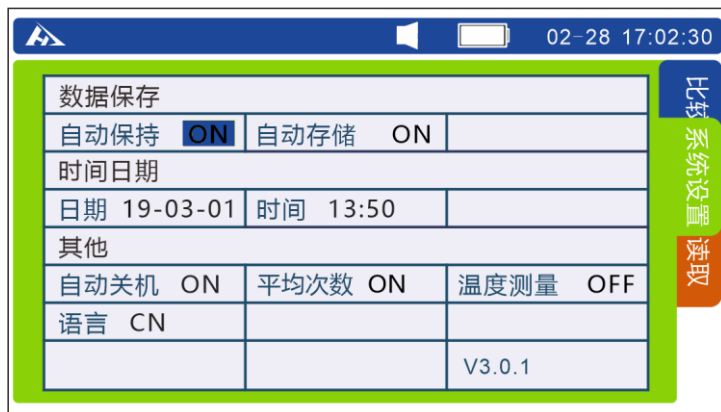 02-28 17:02:30
数据保存
自动保持 ON 自动存储 ON
时间日期
日期 19-03-01 时间 13:50
其他
自动关机 ON 平均次数 ON 温度测量 OFF
语言 CN
V3.0.1
比较
系统设置
读取